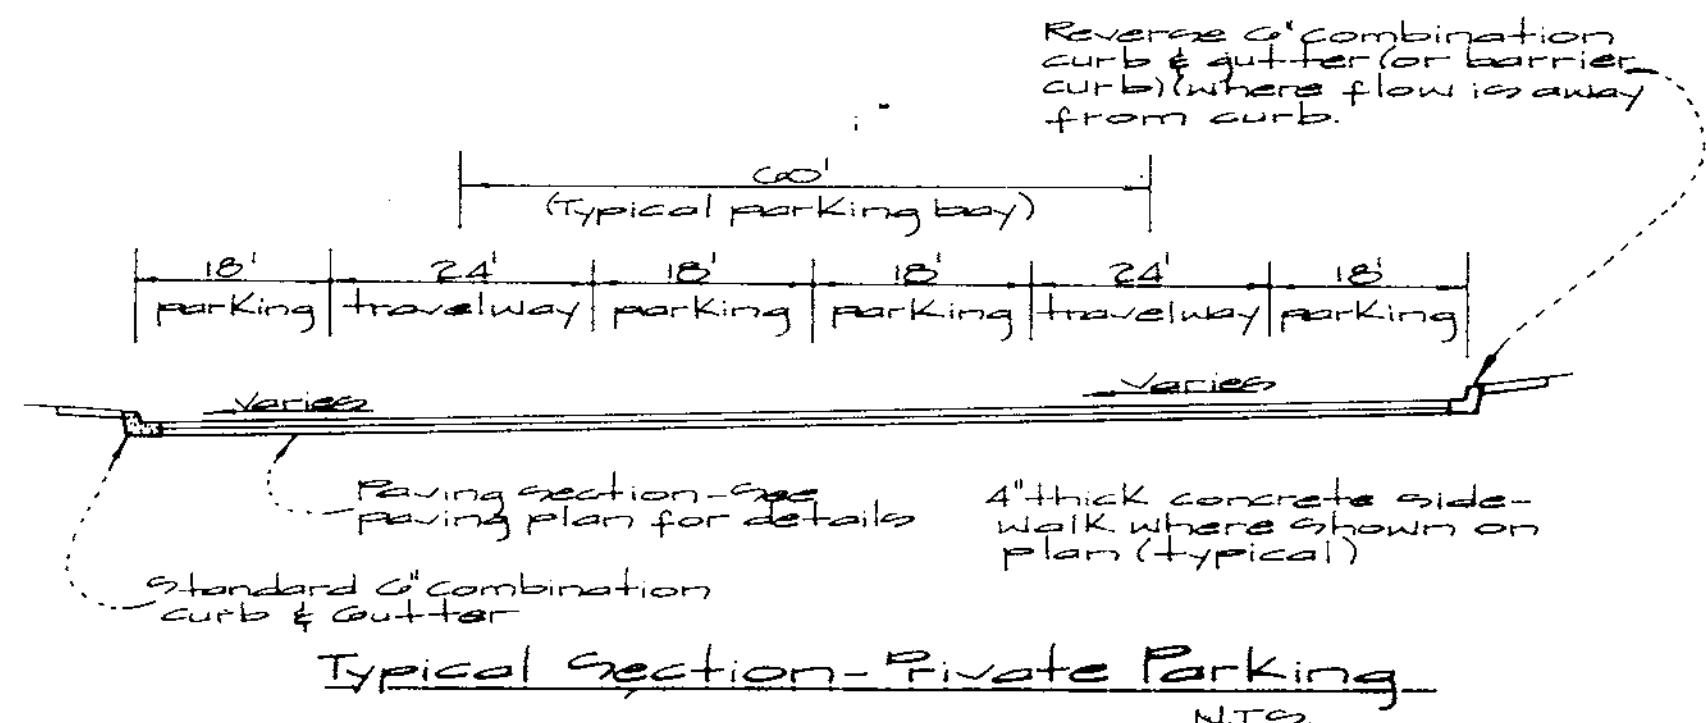 Reverse 6" combination
curb & gutter (or barrier
curb) (where flow is away
from curb.
60'
(Typical parking bay)
18' 24' 18' 18' 24' 18'
parking travelway parking parking travelway parking
Varies Varies
Paving section - See
paving plan for details
4" thick concrete side-
walk where shown on
plan (typical)
Standard 6" combination
curb & Gutter
Typical Section - Private Parking
N.T.S.